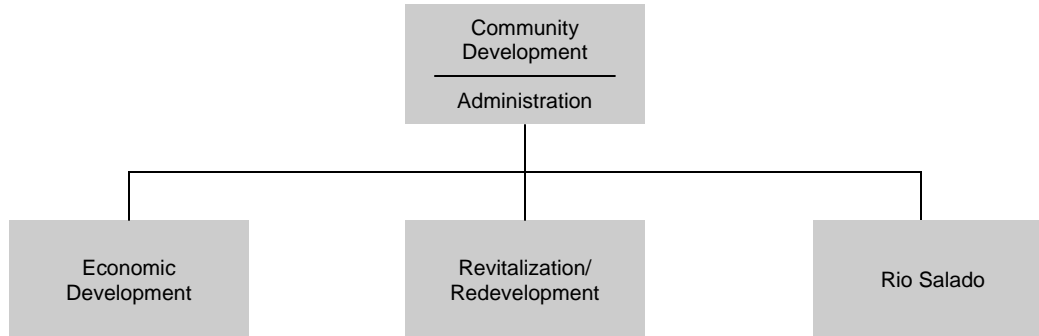 Community
Development
Administration
Economic
Development
Revitalization/
Redevelopment
Rio Salado